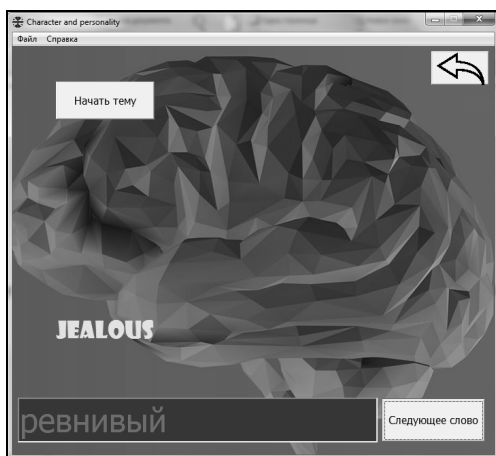 Character and personality
Файл Справка
Начать тему
JEALOUS
ревнивый
Следующее слово